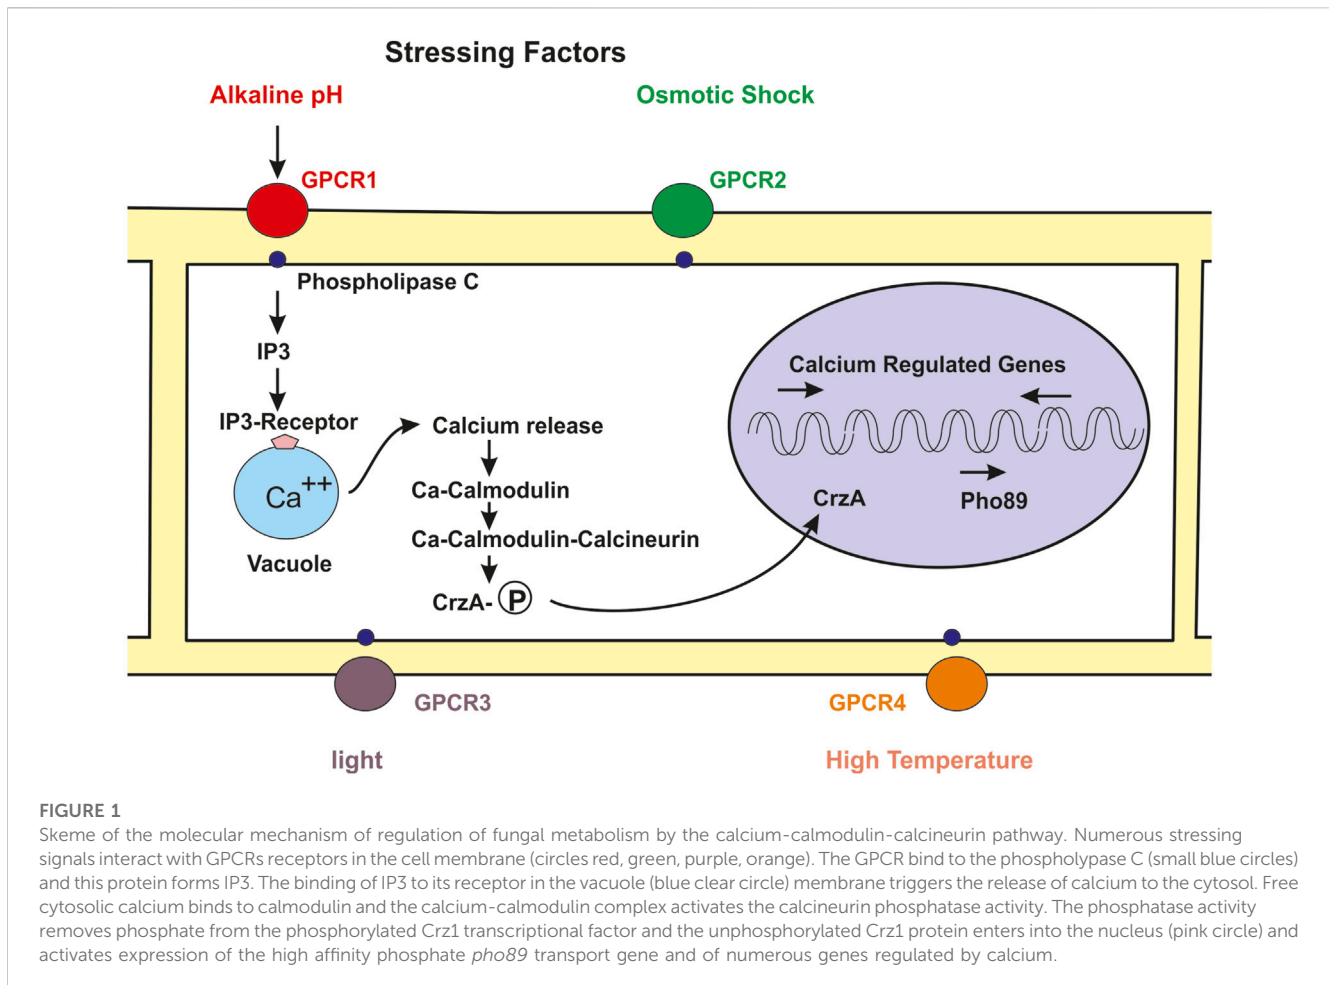 Stressing Factors
Alkaline pH
Osmotic Shock
GPCR1
GPCR2
Phospholipase C
IP3
IP3-Receptor
Ca++
Vacuole
Calcium release
Ca-Calmodulin
Ca-Calmodulin-Calcineurin
CrzA- P
Calcium Regulated Genes
CrzA
Pho89
GPCR3
GPCR4
light
High Temperature
FIGURE 1
Skeme of the molecular mechanism of regulation of fungal metabolism by the calcium-calmodulin-calcineurin pathway. Numerous stressing
signals interact with GPCRs receptors in the cell membrane (circles red, green, purple, orange). The GPCR bind to the phospholypase C (small blue circles)
and this protein forms IP3. The binding of IP3 to its receptor in the vacuole (blue clear circle) membrane triggers the release of calcium to the cytosol. Free
cytosolic calcium binds to calmodulin and the calcium-calmodulin complex activates the calcineurin phosphatase activity. The phosphatase activity
removes phosphate from the phosphorylated Crz1 transcriptional factor and the unphosphorylated Crz1 protein enters into the nucleus (pink circle) and
activates expression of the high affinity phosphate pho89 transport gene and of numerous genes regulated by calcium.